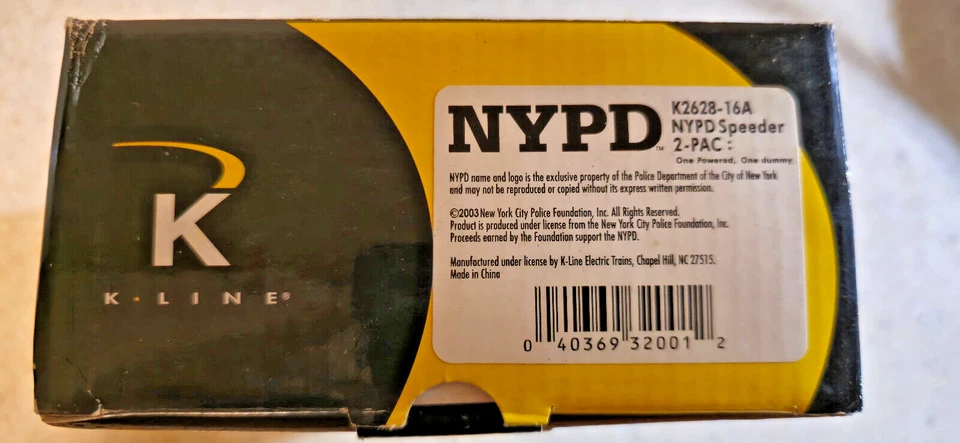 K
K·LINE®
NYPD™
K2628-16A
NYPD Speeder
2-PAC :
One Powered, One dummy
NYPD name and logo is the exclusive property of the Police Department of the City of New York
and may not be reproduced or copied without its express written permission.
©2003 New York City Police Foundation, Inc. All Rights Reserved.
Product is produced under license from the New York City Police Foundation, Inc.
Proceeds earned by the Foundation support the NYPD.
Manufactured under license by K-Line Electric Trains, Chapel Hill, NC 27515.
Made in China
0 40369 32001 2